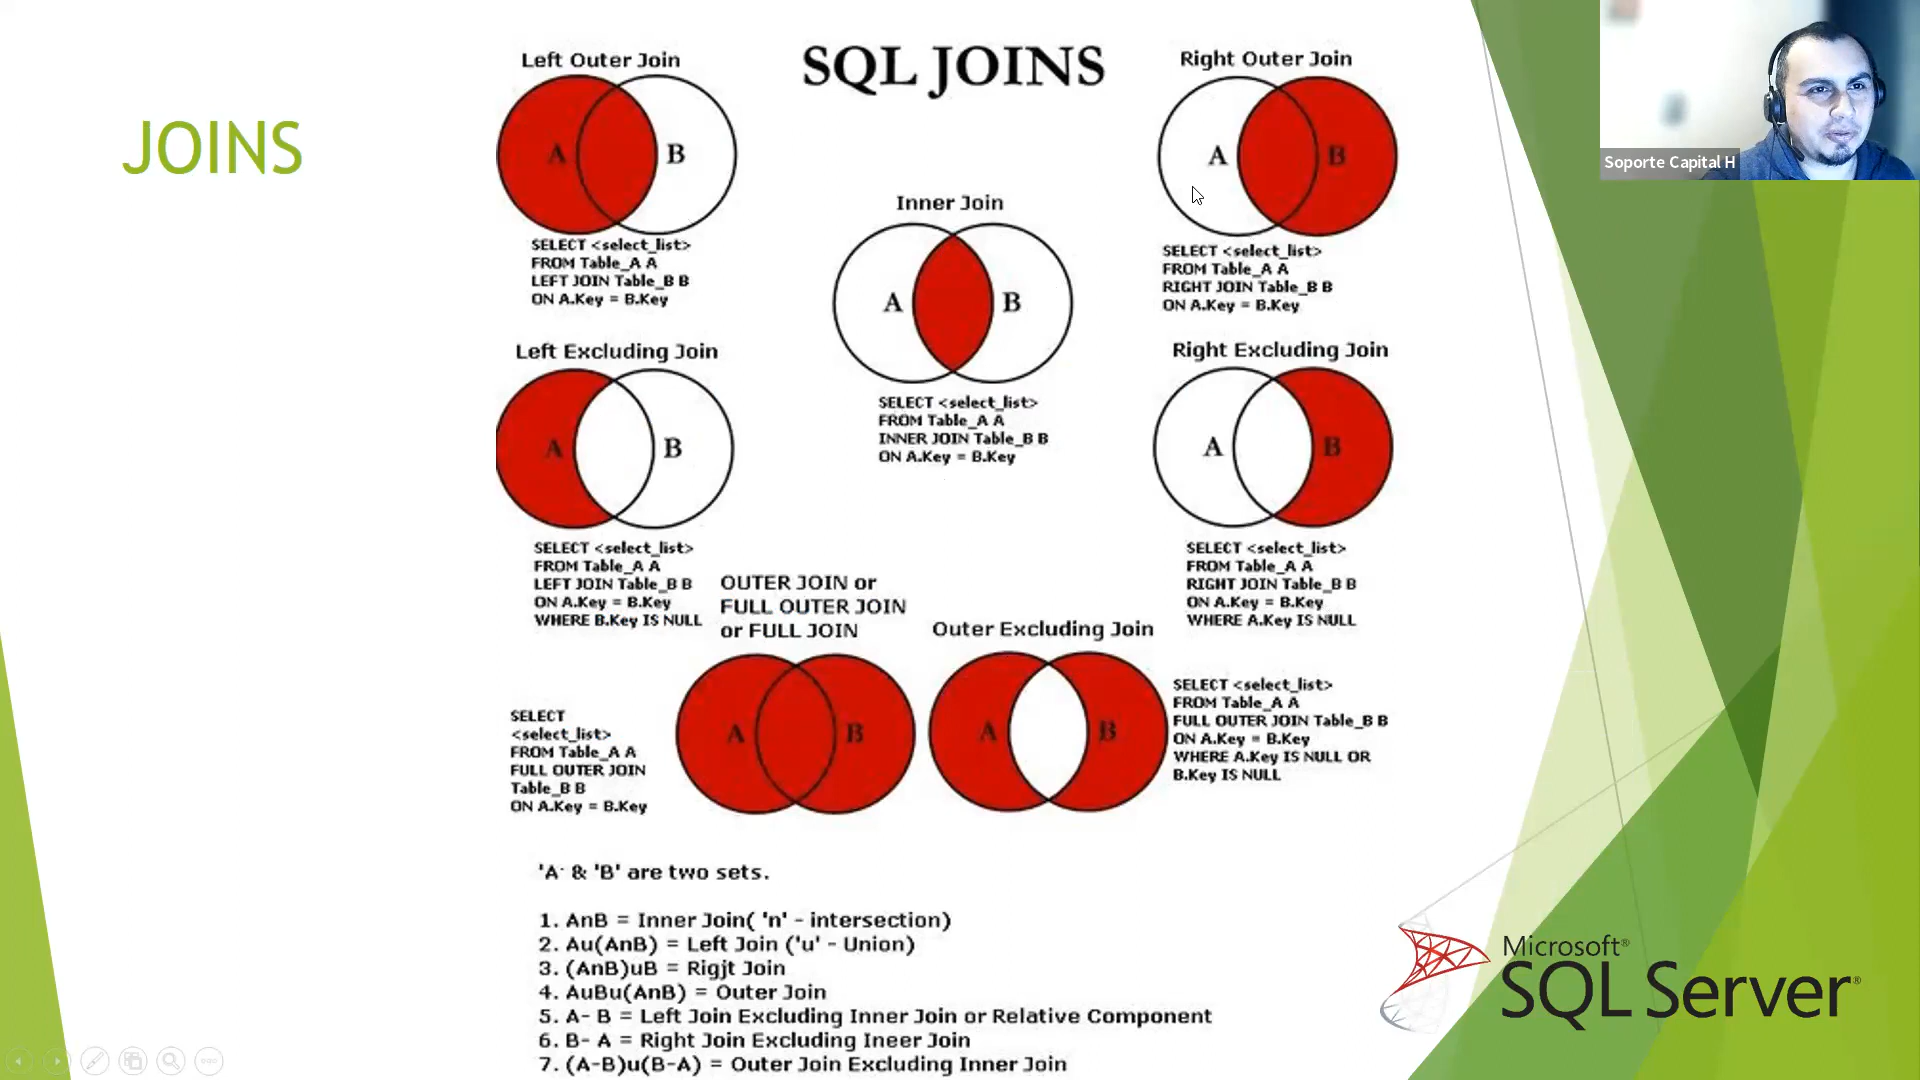 JOINS
SQL JOINS
Left Outer Join
A
B
SELECT <select_list>
FROM Table_A A
LEFT JOIN Table_B B
ON A.Key = B.Key
Right Outer Join
A
B
SELECT <select_list>
FROM Table_A A
RIGHT JOIN Table_B B
ON A.Key = B.Key
Inner Join
A
B
SELECT <select_list>
FROM Table_A A
INNER JOIN Table_B B
ON A.Key = B.Key
Left Excluding Join
A
B
SELECT <select_list>
FROM Table_A A
LEFT JOIN Table_B B
ON A.Key = B.Key
WHERE B.Key IS NULL
Right Excluding Join
A
B
SELECT <select_list>
FROM Table_A A
RIGHT JOIN Table_B B
ON A.Key = B.Key
WHERE A.Key IS NULL
OUTER JOIN or
FULL OUTER JOIN
or FULL JOIN
A
B
SELECT
<select_list>
FROM Table_A A
FULL OUTER JOIN
Table_B B
ON A.Key = B.Key
Outer Excluding Join
A
B
SELECT <select_list>
FROM Table_A A
FULL OUTER JOIN Table_B B
ON A.Key = B.Key
WHERE A.Key IS NULL OR
B.Key IS NULL
'A' & 'B' are two sets.
1. AnB = Inner Join( 'n' - intersection)
2. Au(AnB) = Left Join ('u' - Union)
3. (AnB)uB = Rigjt Join
4. AuBu(AnB) = Outer Join
5. A- B = Left Join Excluding Inner Join or Relative Component
6. B- A = Right Join Excluding Ineer Join
7. (A-B)u(B-A) = Outer Join Excluding Inner Join
Soporte Capital H
Microsoft®
SQL Server®